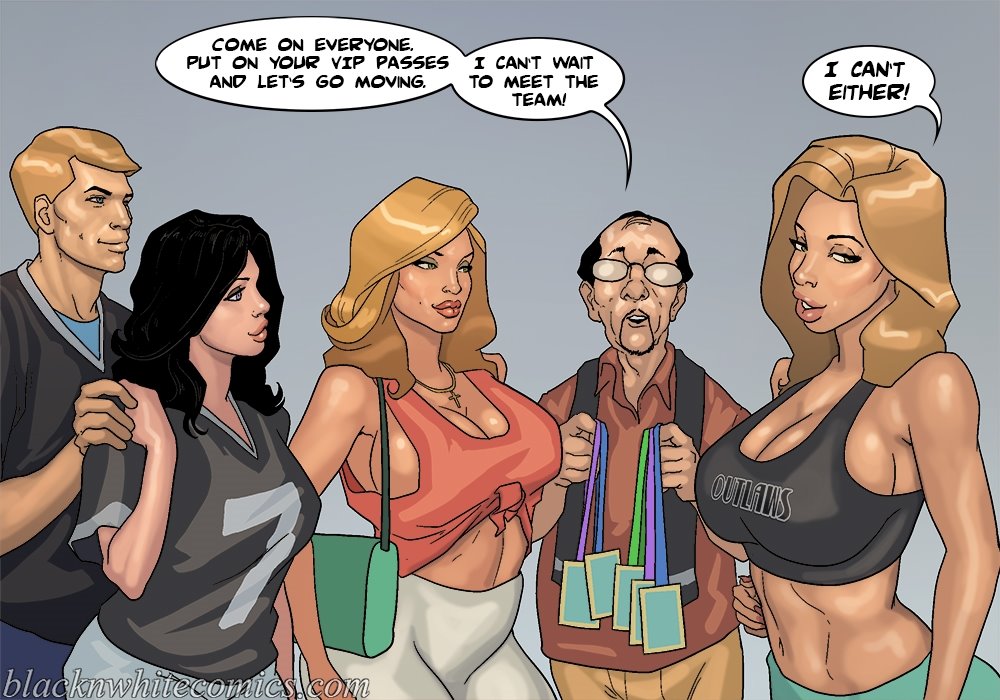 COME ON EVERYONE.
PUT ON YOUR VIP PASSES
AND LET'S GO MOVING.
I CAN'T WAIT
TO MEET THE
TEAM!
I CAN'T
EITHER!
OUTLAWS
7
blacknwhitecomics.com